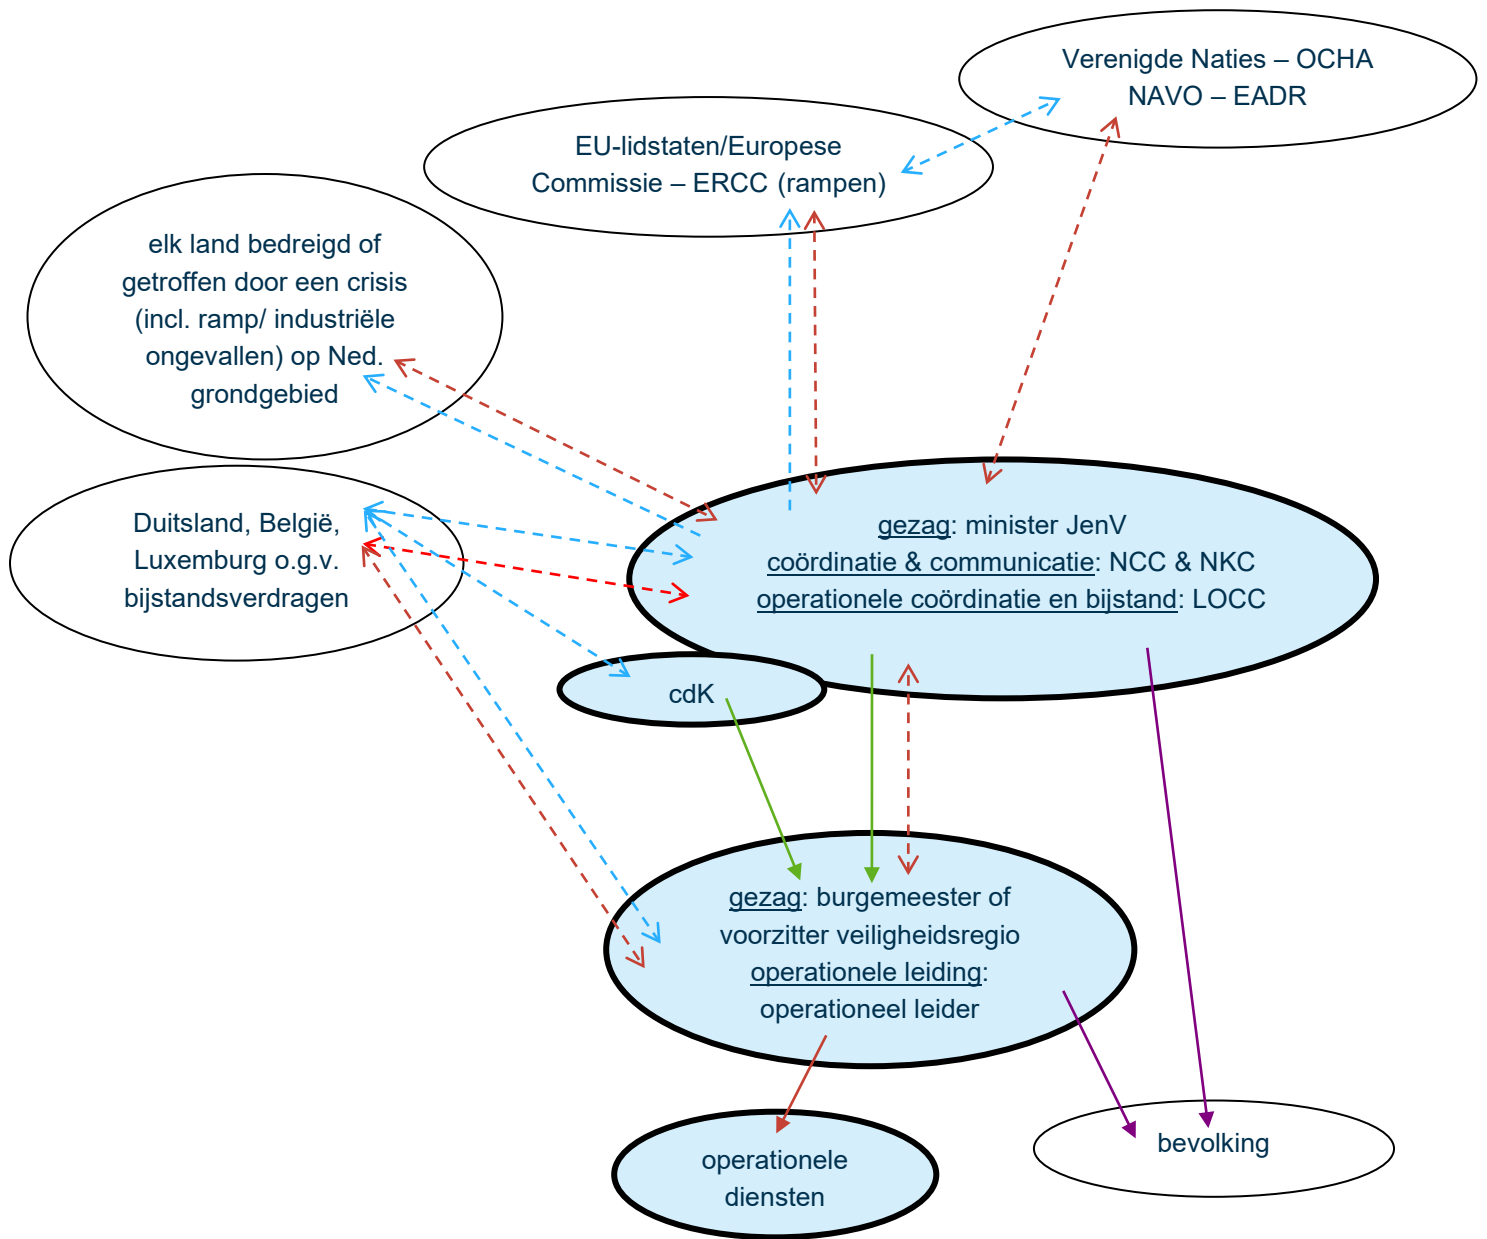 Verenigde Naties – OCHA
NAVO – EADR
EU-lidstaten/Europese
Commissie – ERCC (rampen)
elk land bedreigd of
getroffen door een crisis
(incl. ramp/ industriële
ongevallen) op Ned.
grondgebied
Duitsland, België,
Luxemburg o.g.v.
bijstandsverdragen
gezag: minister JenV
coördinatie & communicatie: NCC & NKC
operationele coördinatie en bijstand: LOCC
cdK
gezag: burgemeester of
voorzitter veiligheidsregio
operationele leiding:
operationeel leider
operationele
diensten
bevolking